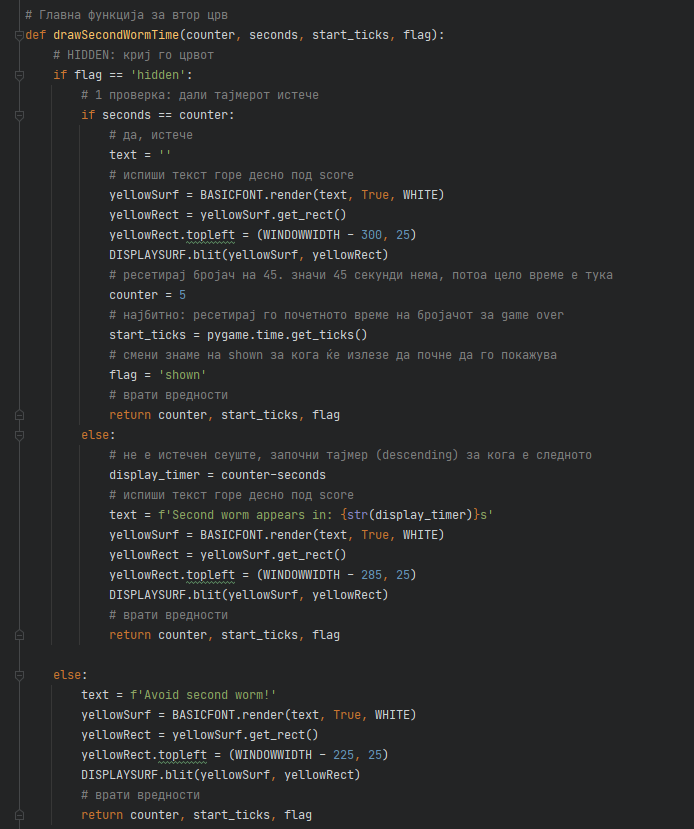 # Главна функција за втор црв
def drawSecondWormTime(counter, seconds, start_ticks, flag):
    # HIDDEN: криј го црвот
    if flag == 'hidden':
        # 1 проверка: дали тајмерот истече
        if seconds == counter:
            # да, истече
            text = ''
            # испиши текст горе десно под score
            yellowSurf = BASICFONT.render(text, True, WHITE)
            yellowRect = yellowSurf.get_rect()
            yellowRect.topleft = (WINDOWWIDTH - 300, 25)
            DISPLAYSURF.blit(yellowSurf, yellowRect)
            # ресетирај бројач на 45. значи 45 секунди нема, потоа цело време е тука
            counter = 5
            # најбитно: ресетирај го почетното време на бројачот за game over
            start_ticks = pygame.time.get_ticks()
            # смени знаме на shown за кога ќе излезе да почне да го покажува
            flag = 'shown'
            # врати вредности
            return counter, start_ticks, flag
        else:
            # не е истечен сеуште, започни тајмер (descending) за кога е следното
            display_timer = counter-seconds
            # испиши текст горе десно под score
            text = f'Second worm appears in: {str(display_timer)}s'
            yellowSurf = BASICFONT.render(text, True, WHITE)
            yellowRect = yellowSurf.get_rect()
            yellowRect.topleft = (WINDOWWIDTH - 285, 25)
            DISPLAYSURF.blit(yellowSurf, yellowRect)
            # врати вредности
            return counter, start_ticks, flag
    else:
        text = f'Avoid second worm!'
        yellowSurf = BASICFONT.render(text, True, WHITE)
        yellowRect = yellowSurf.get_rect()
        yellowRect.topleft = (WINDOWWIDTH - 225, 25)
        DISPLAYSURF.blit(yellowSurf, yellowRect)
        # врати вредности
        return counter, start_ticks, flag